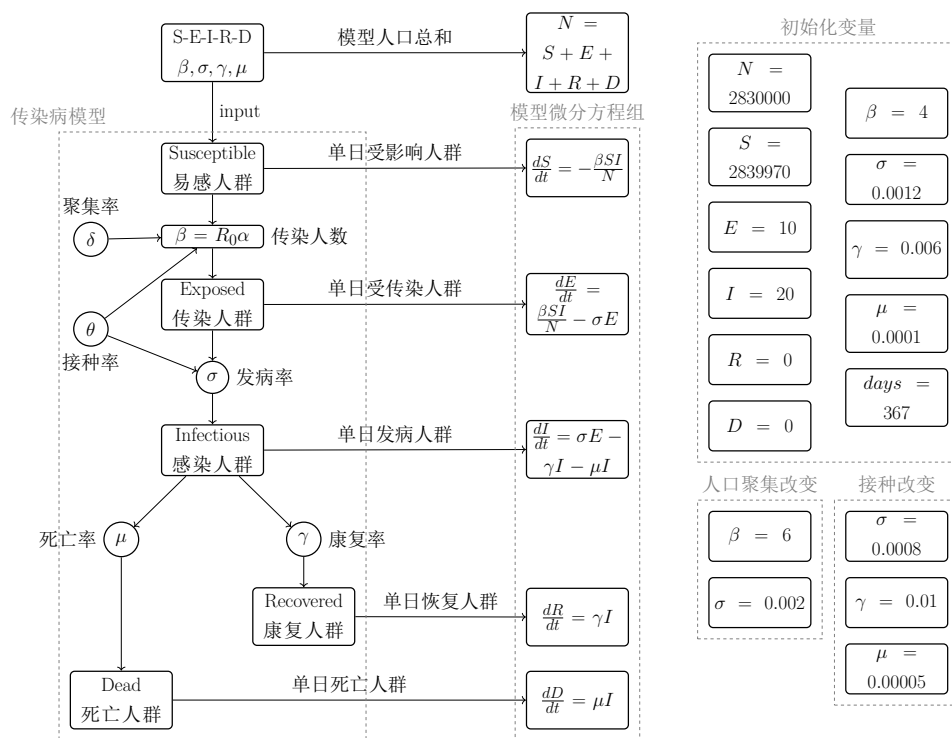 S-E-I-R-D
β, σ, γ, μ
模型人口总和
N =
S + E +
I + R + D
input
传染病模型
模型微分方程组
Susceptible
易感人群
单日受影响人群
dS/dt = −βSI/N
聚集率
δ
β = R₀α
传染人数
Exposed
传染人群
单日受传染人群
dE/dt =
βSI/N − σE
θ
接种率
σ
发病率
Infectious
感染人群
单日发病人群
dI/dt = σE −
γI − μI
死亡率
μ
γ
康复率
Recovered
康复人群
单日恢复人群
dR/dt = γI
Dead
死亡人群
单日死亡人群
dD/dt = μI
初始化变量
N =
2830000
S =
2839970
E = 10
I = 20
R = 0
D = 0
β = 4
σ =
0.0012
γ = 0.006
μ =
0.0001
days =
367
人口聚集改变
β = 6
σ = 0.002
接种改变
σ =
0.0008
γ = 0.01
μ =
0.00005